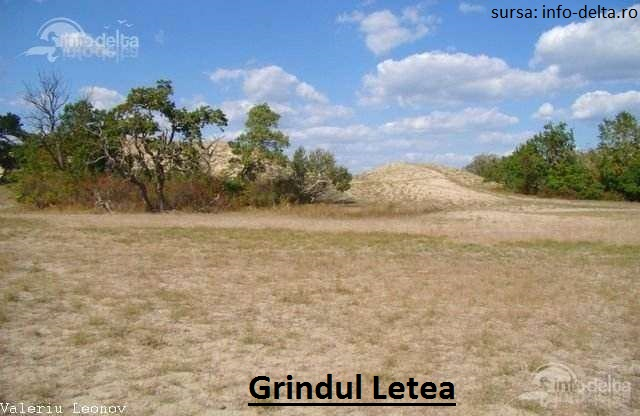 sursa: info-delta.ro
info delta
Grindul Letea
info delta
Valeriu Leonov